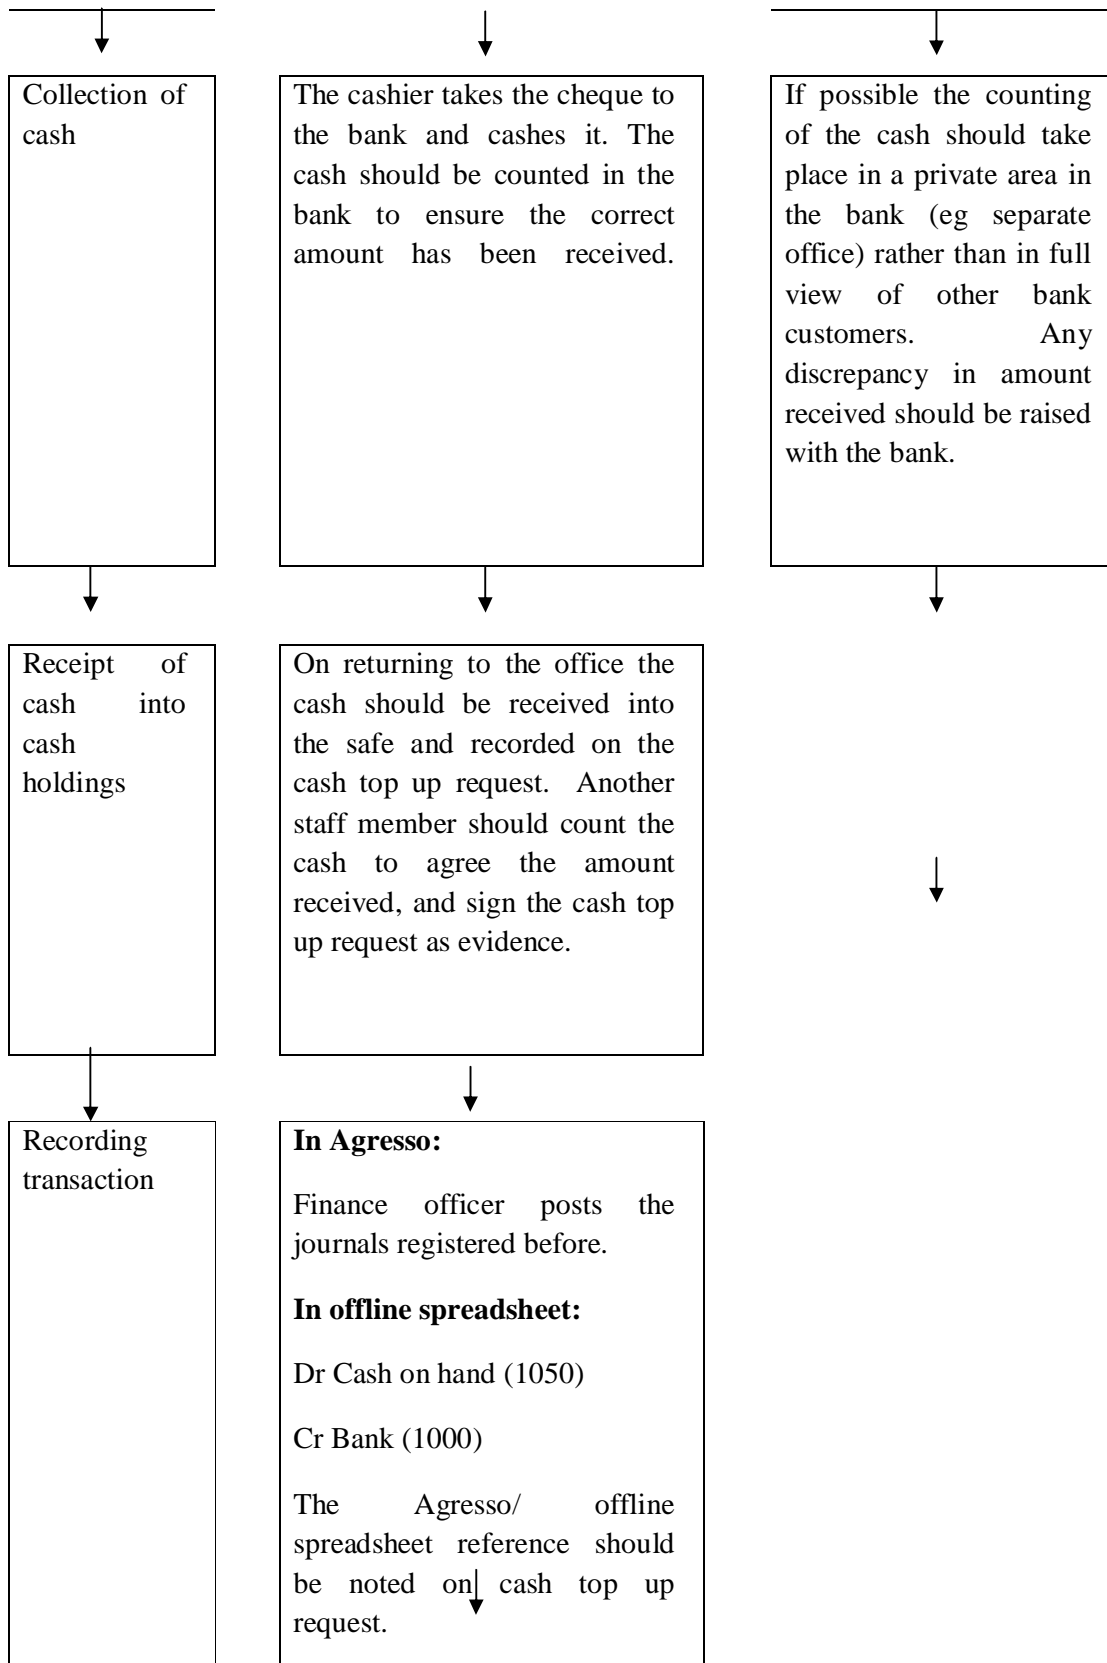 Collection of
cash
The cashier takes the cheque to
the bank and cashes it. The
cash should be counted in the
bank to ensure the correct
amount has been received.
If possible the counting
of the cash should take
place in a private area in
the bank (eg separate
office) rather than in full
view of other bank
customers. Any
discrepancy in amount
received should be raised
with the bank.
Receipt of
cash into
cash
holdings
On returning to the office the
cash should be received into
the safe and recorded on the
cash top up request. Another
staff member should count the
cash to agree the amount
received, and sign the cash top
up request as evidence.
Recording
transaction
In Agresso:
Finance officer posts the
journals registered before.
In offline spreadsheet:
Dr Cash on hand (1050)
Cr Bank (1000)
The Agresso/ offline
spreadsheet reference should
be noted on cash top up
request.